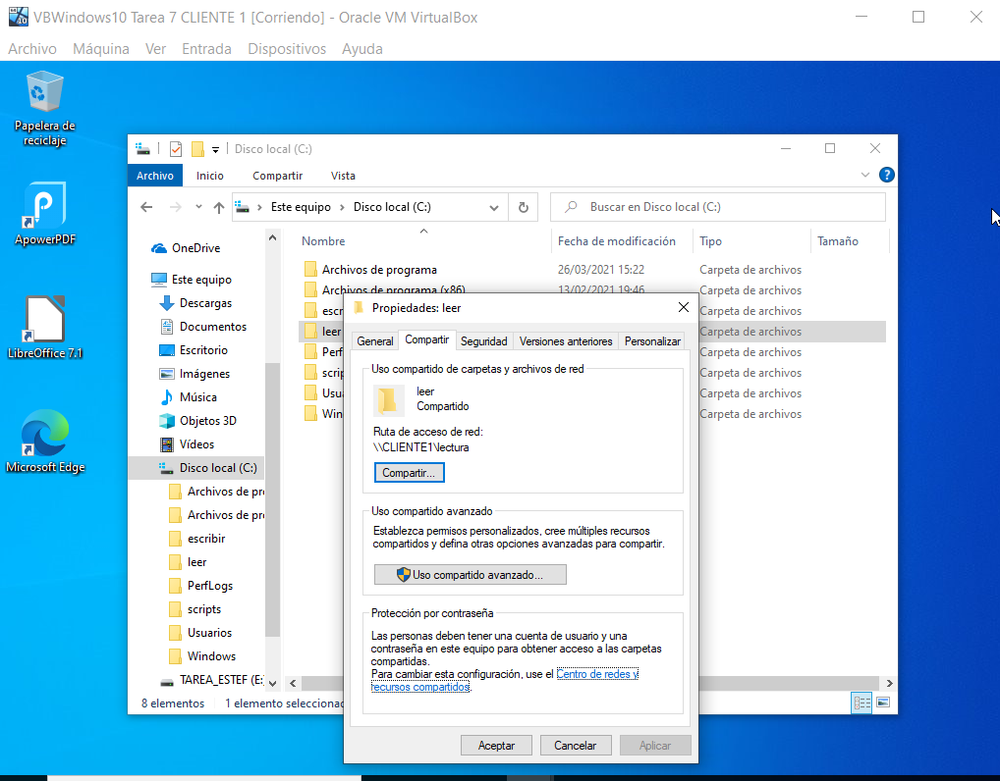 VBWindows10 Tarea 7 CLIENTE 1 [Corriendo] - Oracle VM VirtualBox
Archivo Máquina Ver Entrada Dispositivos Ayuda
Papelera de
reciclaje
ApowerPDF
LibreOffice 7.1
Microsoft Edge
Disco local (C:)
Archivo Inicio Compartir Vista
Este equipo Disco local (C:)
Buscar en Disco local (C:)
OneDrive
Este equipo
Descargas
Documentos
Escritorio
Imágenes
Música
Objetos 3D
Vídeos
Disco local (C:)
Archivos de pr
Archivos de pr
escribir
leer
PerfLogs
scripts
Usuarios
Windows
TAREA_ESTEF (E:
Nombre Fecha de modificación Tipo Tamaño
Archivos de programa 26/03/2021 15:22 Carpeta de archivos
Archivos de programa (x86) 13/02/2021 19:46 Carpeta de archivos
escr Carpeta de archivos
leer Carpeta de archivos
Perf Carpeta de archivos
scrip Carpeta de archivos
Usua Carpeta de archivos
Win Carpeta de archivos
8 elementos 1 elemento seleccionad
Propiedades: leer
General Compartir Seguridad Versiones anteriores Personalizar
Uso compartido de carpetas y archivos de red
leer
Compartido
Ruta de acceso de red:
\\CLIENTE1\lectura
Compartir...
Uso compartido avanzado
Establezca permisos personalizados, cree múltiples recursos
compartidos y defina otras opciones avanzadas para compartir.
Uso compartido avanzado...
Protección por contraseña
Las personas deben tener una cuenta de usuario y una
contraseña en este equipo para obtener acceso a las carpetas
compartidas.
Para cambiar esta configuración, use el Centro de redes y
recursos compartidos.
Aceptar Cancelar Aplicar